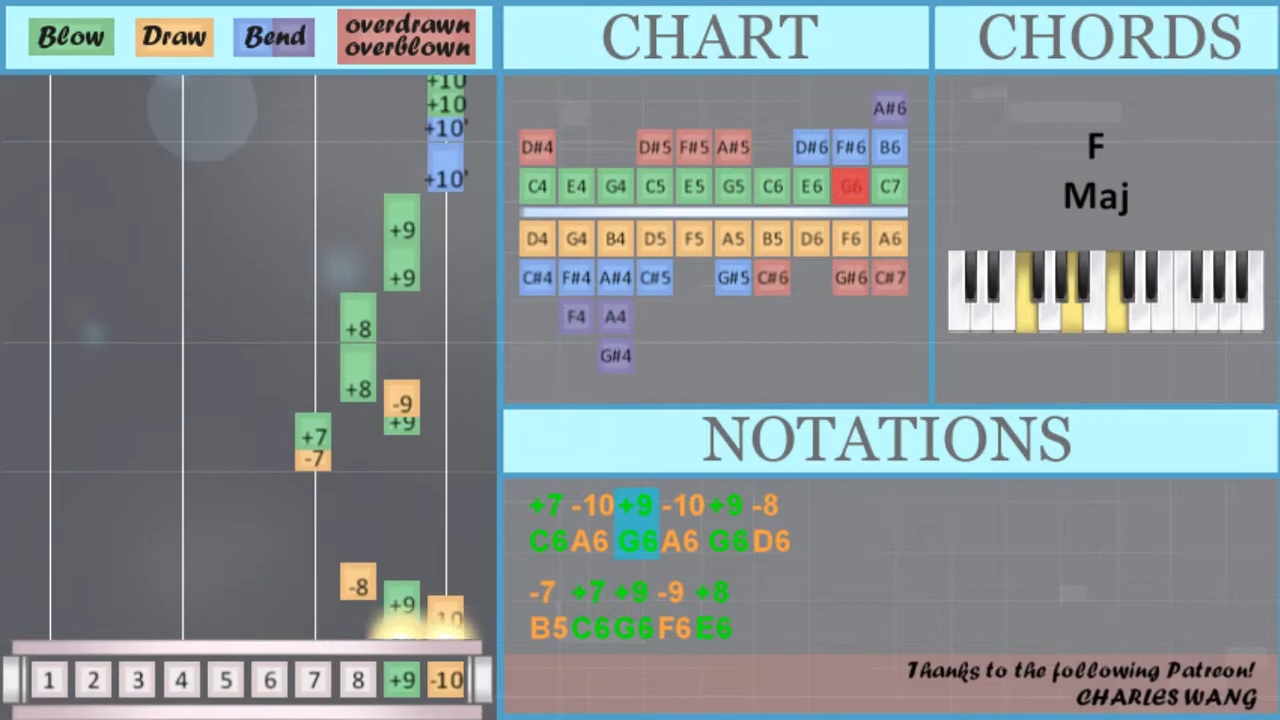 Blow Draw Bend overdrawn
overblown
CHART
CHORDS
+10
+10
+10'
+10'
+9
+9
+8
+8
-9
+9
+7
-7
-8
+9
-10
1 2 3 4 5 6 7 8 +9 -10
A#6
D#4 D#5 F#5 A#5 D#6 F#6 B6
C4 E4 G4 C5 E5 G5 C6 E6 G6 C7
D4 G4 B4 D5 F5 A5 B5 D6 F6 A6
C#4 F#4 A#4 C#5 G#5 C#6 G#6 C#7
F4 A4
G#4
F
Maj
NOTATIONS
+7 -10 +9 -10 +9 -8
C6 A6 G6 A6 G6 D6
-7 +7 +9 -9 +8
B5 C6 G6 F6 E6
Thanks to the following Patreon!
CHARLES WANG